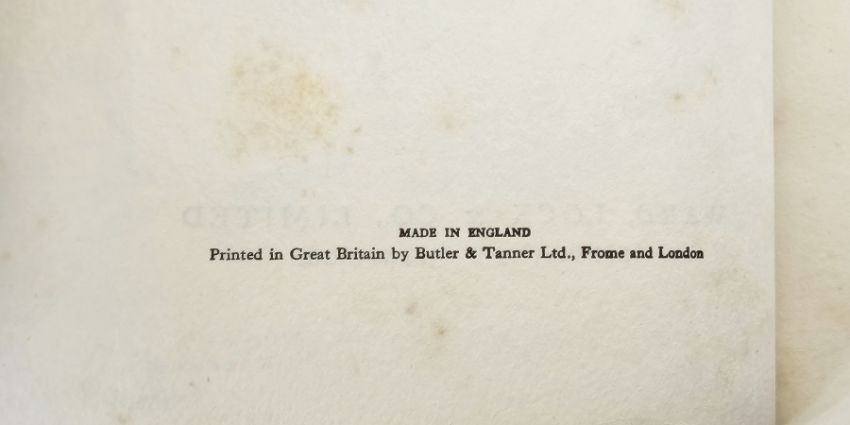 MADE IN ENGLAND
Printed in Great Britain by Butler & Tanner Ltd., Frome and London